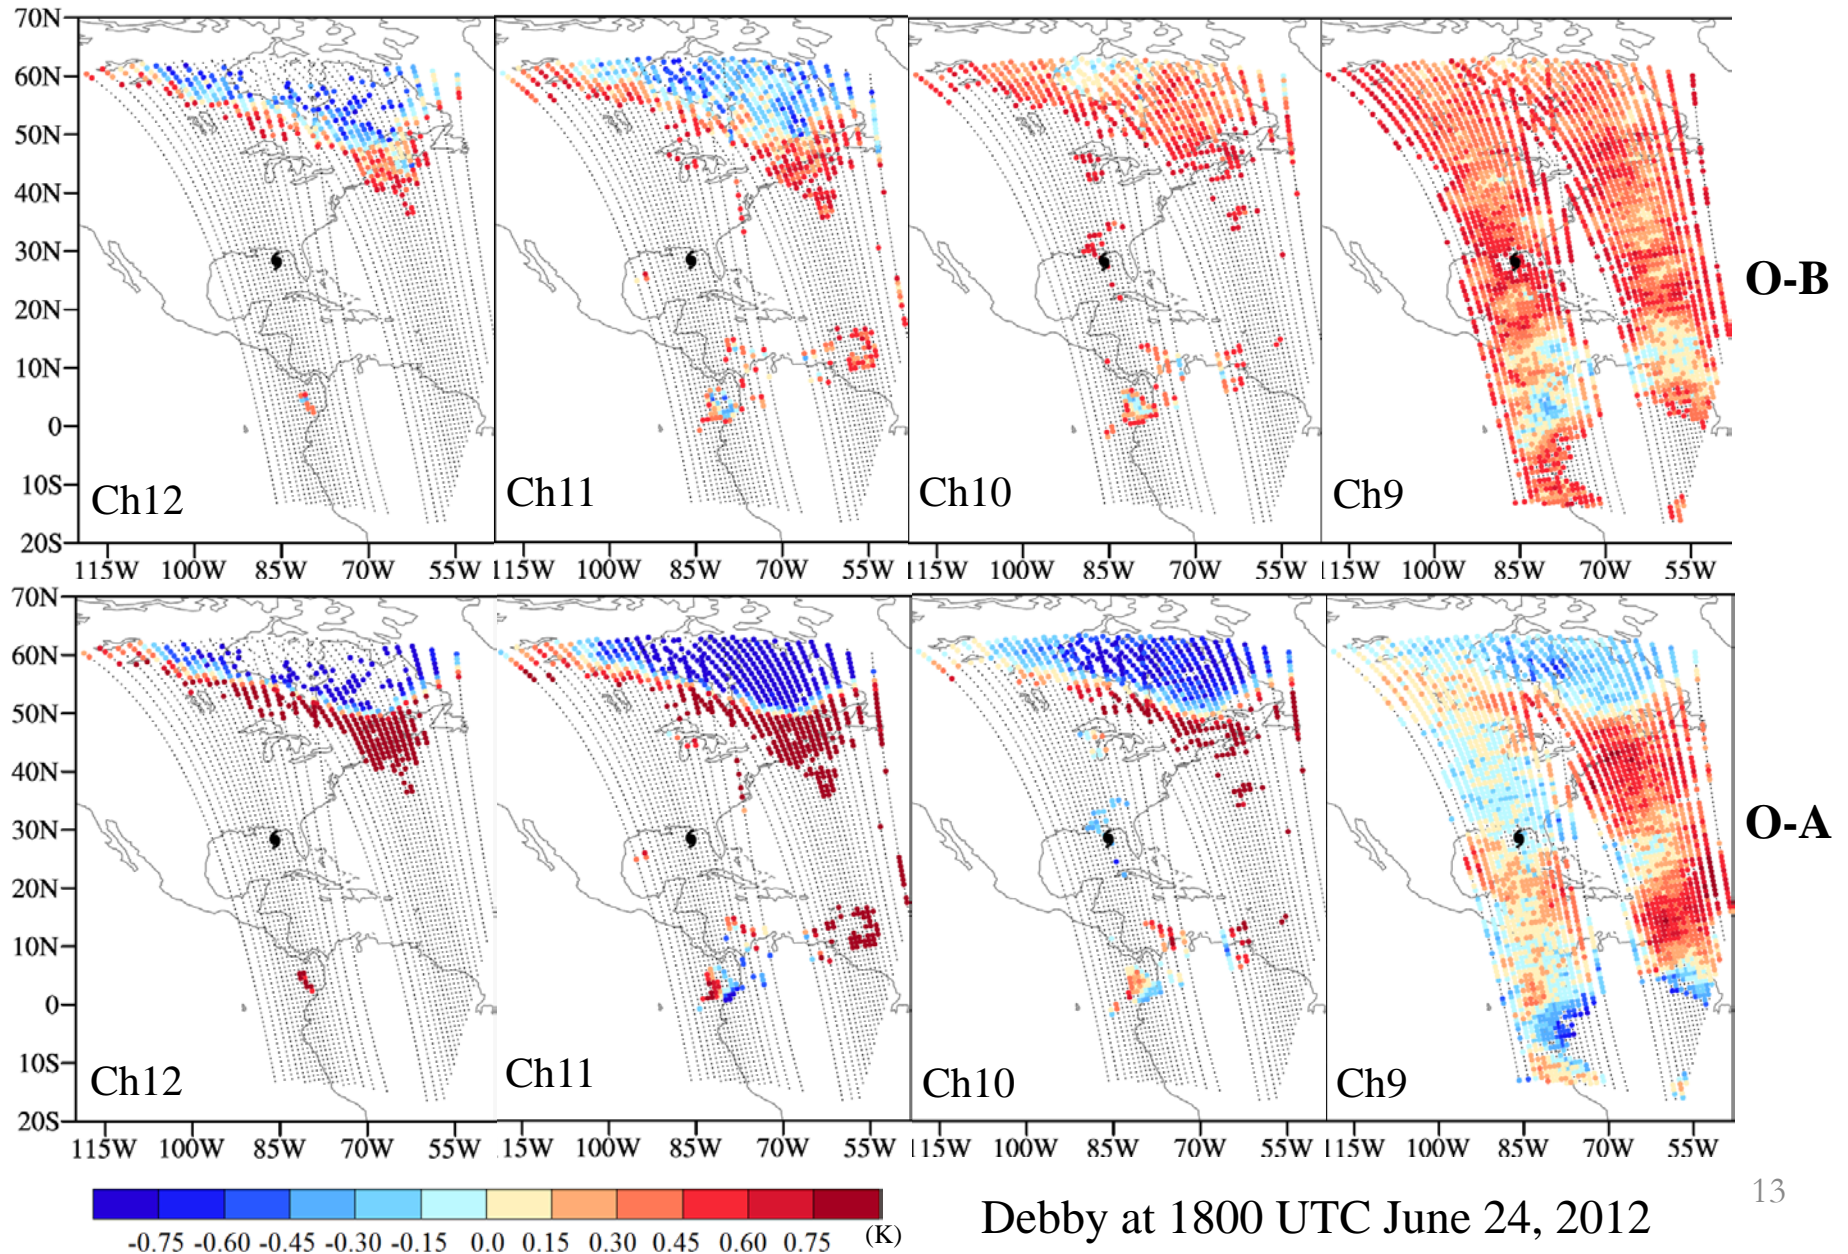 70N
60N
50N
40N
30N
20N
10N
0
10S
20S
Ch12
Ch11
Ch10
Ch9
O-B
115W 100W 85W 70W 55W
115W 100W 85W 70W 55W
115W 100W 85W 70W 55W
115W 100W 85W 70W 55W
70N
60N
50N
40N
30N
20N
10N
0
10S
20S
Ch12
Ch11
Ch10
Ch9
O-A
115W 100W 85W 70W 55W
115W 100W 85W 70W 55W
115W 100W 85W 70W 55W
115W 100W 85W 70W 55W
-0.75 -0.60 -0.45 -0.30 -0.15 0.0 0.15 0.30 0.45 0.60 0.75 (K)
Debby at 1800 UTC June 24, 2012
13